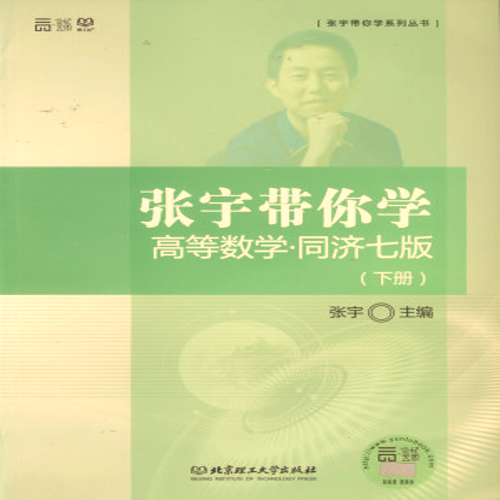 [ 张宇带你学系列丛书 ]
张宇带你学
高等数学·同济七版
（下册）
张宇 主编
北京理工大学出版社